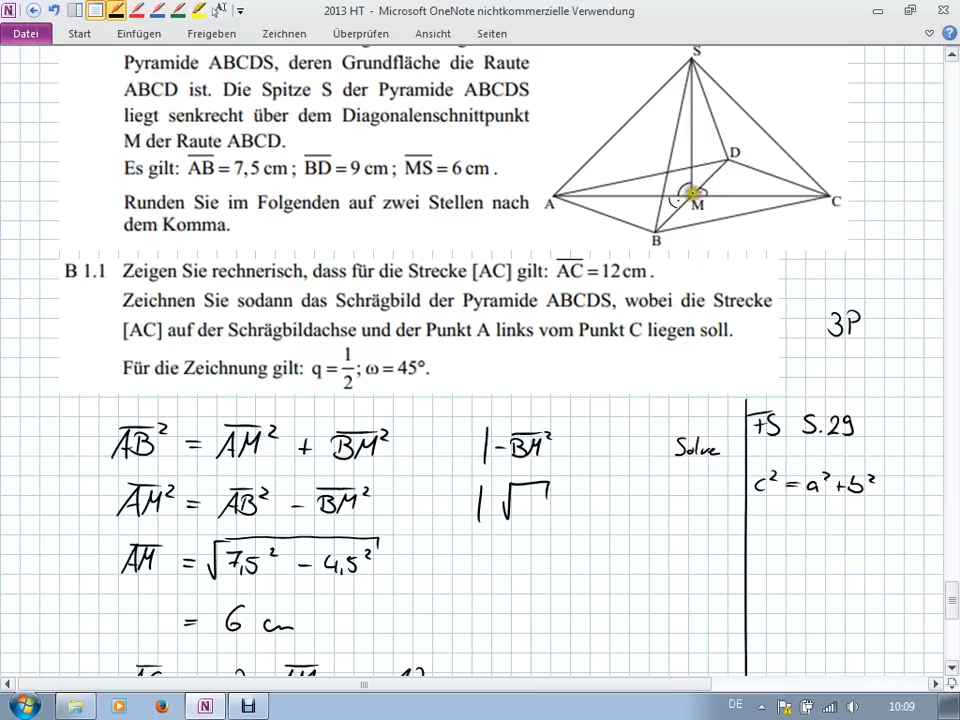 2013 HT - Microsoft OneNote nichtkommerzielle Verwendung
Datei Start Einfügen Freigeben Zeichnen Überprüfen Ansicht Seiten
Pyramide ABCDS, deren Grundfläche die Raute
ABCD ist. Die Spitze S der Pyramide ABCDS
liegt senkrecht über dem Diagonalenschnittpunkt
M der Raute ABCD.
Es gilt: AB = 7,5 cm ; BD = 9 cm ; MS = 6 cm .
Runden Sie im Folgenden auf zwei Stellen nach
dem Komma.
S
D
A
M
C
B
B 1.1 Zeigen Sie rechnerisch, dass für die Strecke [AC] gilt: AC = 12 cm .
Zeichnen Sie sodann das Schrägbild der Pyramide ABCDS, wobei die Strecke
[AC] auf der Schrägbildachse und der Punkt A links vom Punkt C liegen soll.
Für die Zeichnung gilt: q = 1/2 ; ω = 45°.
3P
AB² = AM² + BM² | - BM²
Solve
FS S. 29
AM² = AB² - BM² | √
c² = a² + b²
AM = √7,5² - 4,5²
= 6 cm
DE 10:09